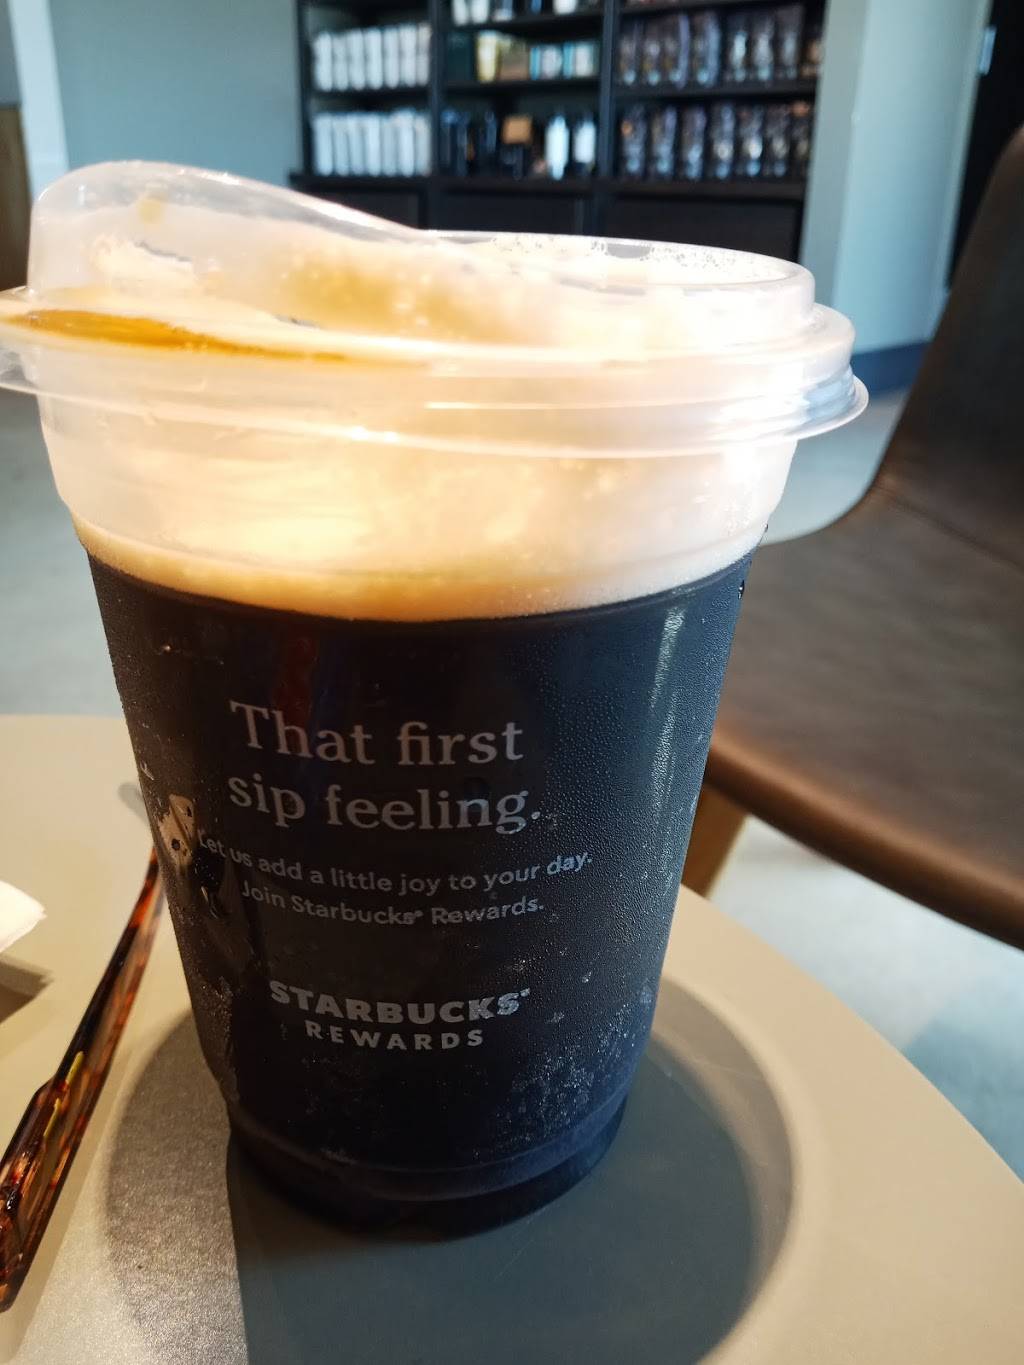 That first
sip feeling.
Let us add a little joy to your day.
Join Starbucks® Rewards.
STARBUCKS®
REWARDS